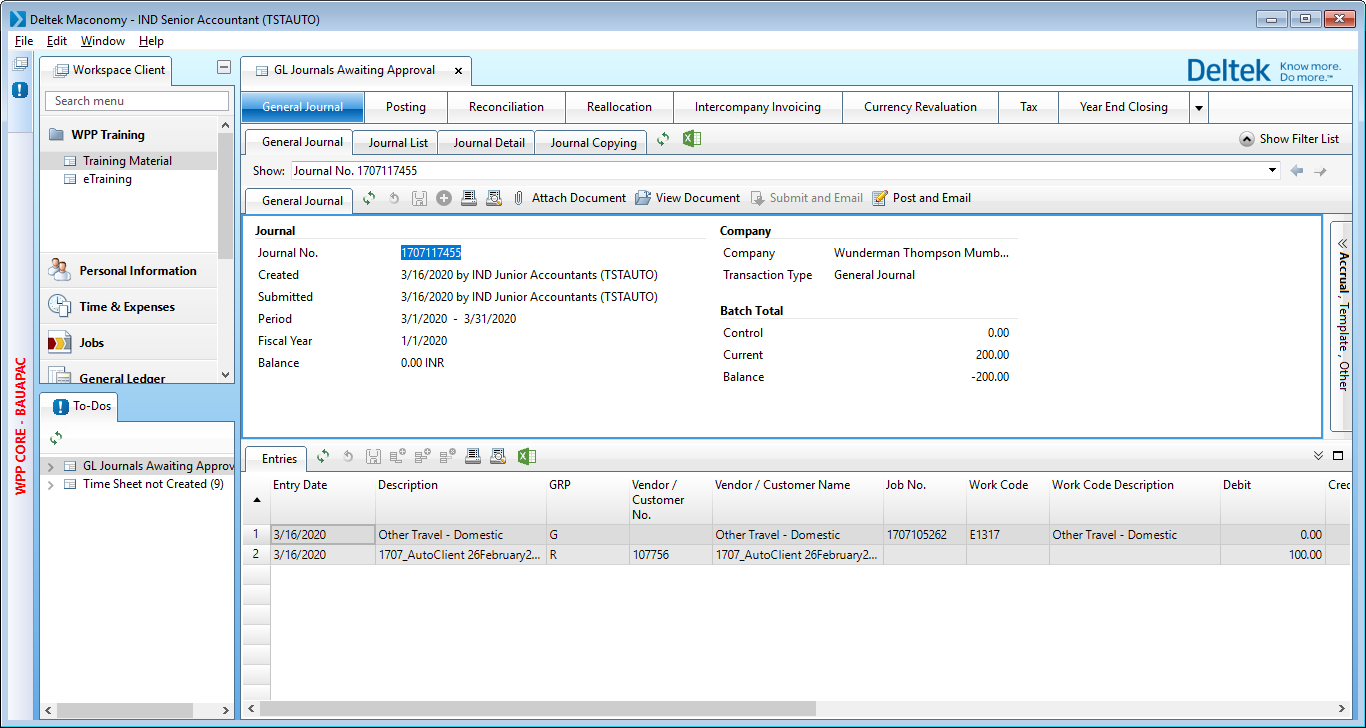 Deltek Maconomy - IND Senior Accountant (TSTAUTO)
File Edit Window Help
Workspace Client
Search menu
WPP Training
Training Material
eTraining
Personal Information
Time & Expenses
Jobs
General Ledger
WPP CORE - BAUAPAC
To-Dos
GL Journals Awaiting Approv
Time Sheet not Created (9)
GL Journals Awaiting Approval
Deltek Know more.
Do more.™
General Journal Posting Reconciliation Reallocation Intercompany Invoicing Currency Revaluation Tax Year End Closing
General Journal Journal List Journal Detail Journal Copying Show Filter List
Show: Journal No. 1707117455
General Journal Attach Document View Document Submit and Email Post and Email
Journal
Journal No. 1707117455
Created 3/16/2020 by IND Junior Accountants (TSTAUTO)
Submitted 3/16/2020 by IND Junior Accountants (TSTAUTO)
Period 3/1/2020 - 3/31/2020
Fiscal Year 1/1/2020
Balance 0.00 INR
Company
Company Wunderman Thompson Mumb...
Transaction Type General Journal
Batch Total
Control 0.00
Current 200.00
Balance -200.00
Accrual , Template , Other
Entries
Entry Date Description GRP Vendor / Customer No. Vendor / Customer Name Job No. Work Code Work Code Description Debit Cred
1 3/16/2020 Other Travel - Domestic G Other Travel - Domestic 1707105262 E1317 Other Travel - Domestic 0.00
2 3/16/2020 1707_AutoClient 26February2... R 107756 1707_AutoClient 26February2... 100.00